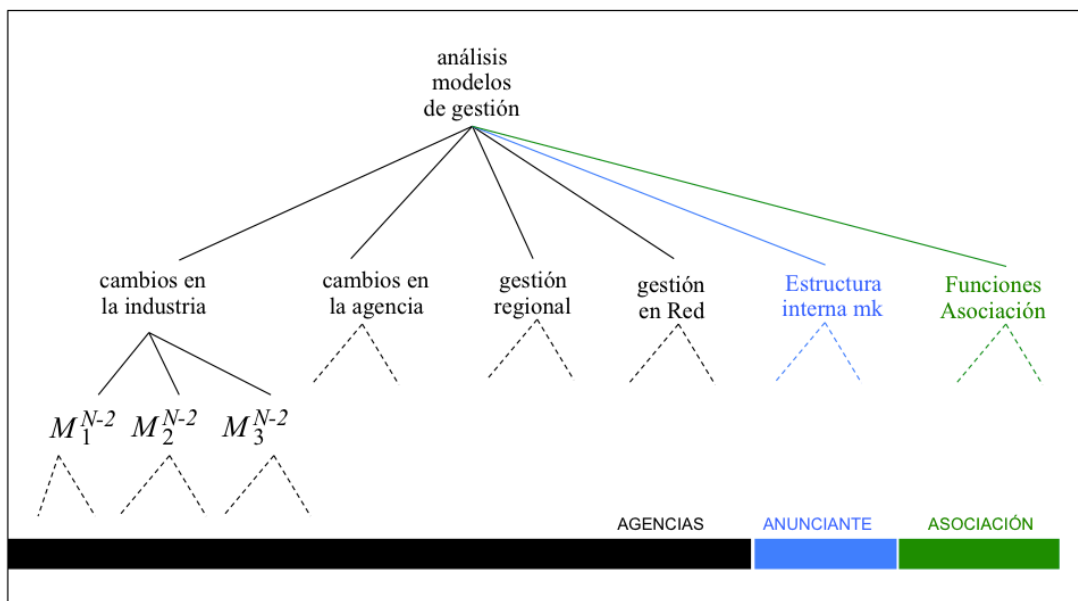 análisis
modelos
de gestión
cambios en
la industria
cambios en
la agencia
gestión
regional
gestión
en Red
Estructura
interna mk
Funciones
Asociación
M₁ᴺ⁻² M₂ᴺ⁻² M₃ᴺ⁻²
AGENCIAS ANUNCIANTE ASOCIACIÓN